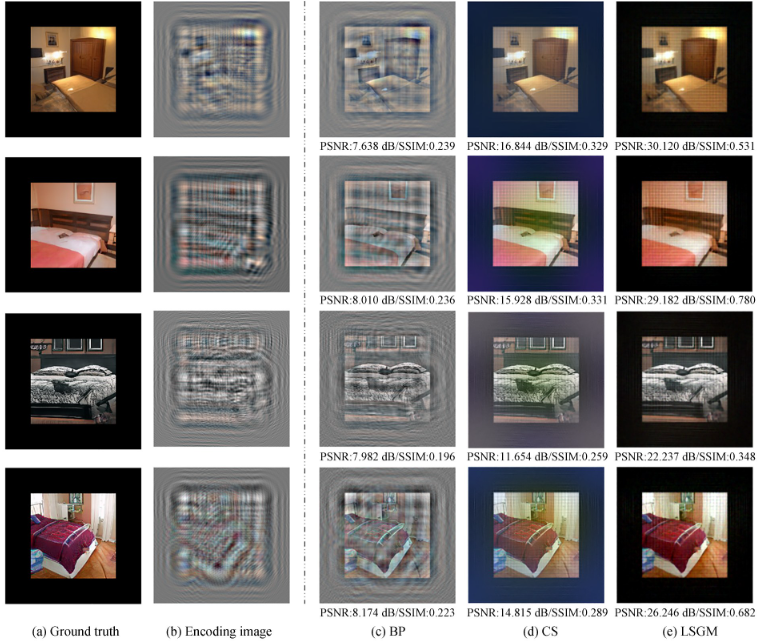 PSNR:7.638 dB/SSIM:0.239 PSNR:16.844 dB/SSIM:0.329 PSNR:30.120 dB/SSIM:0.531
PSNR:8.010 dB/SSIM:0.236 PSNR:15.928 dB/SSIM:0.331 PSNR:29.182 dB/SSIM:0.780
PSNR:7.982 dB/SSIM:0.196 PSNR:11.654 dB/SSIM:0.259 PSNR:22.237 dB/SSIM:0.348
PSNR:8.174 dB/SSIM:0.223 PSNR:14.815 dB/SSIM:0.289 PSNR:26.246 dB/SSIM:0.682
(a) Ground truth (b) Encoding image (c) BP (d) CS (e) LSGM